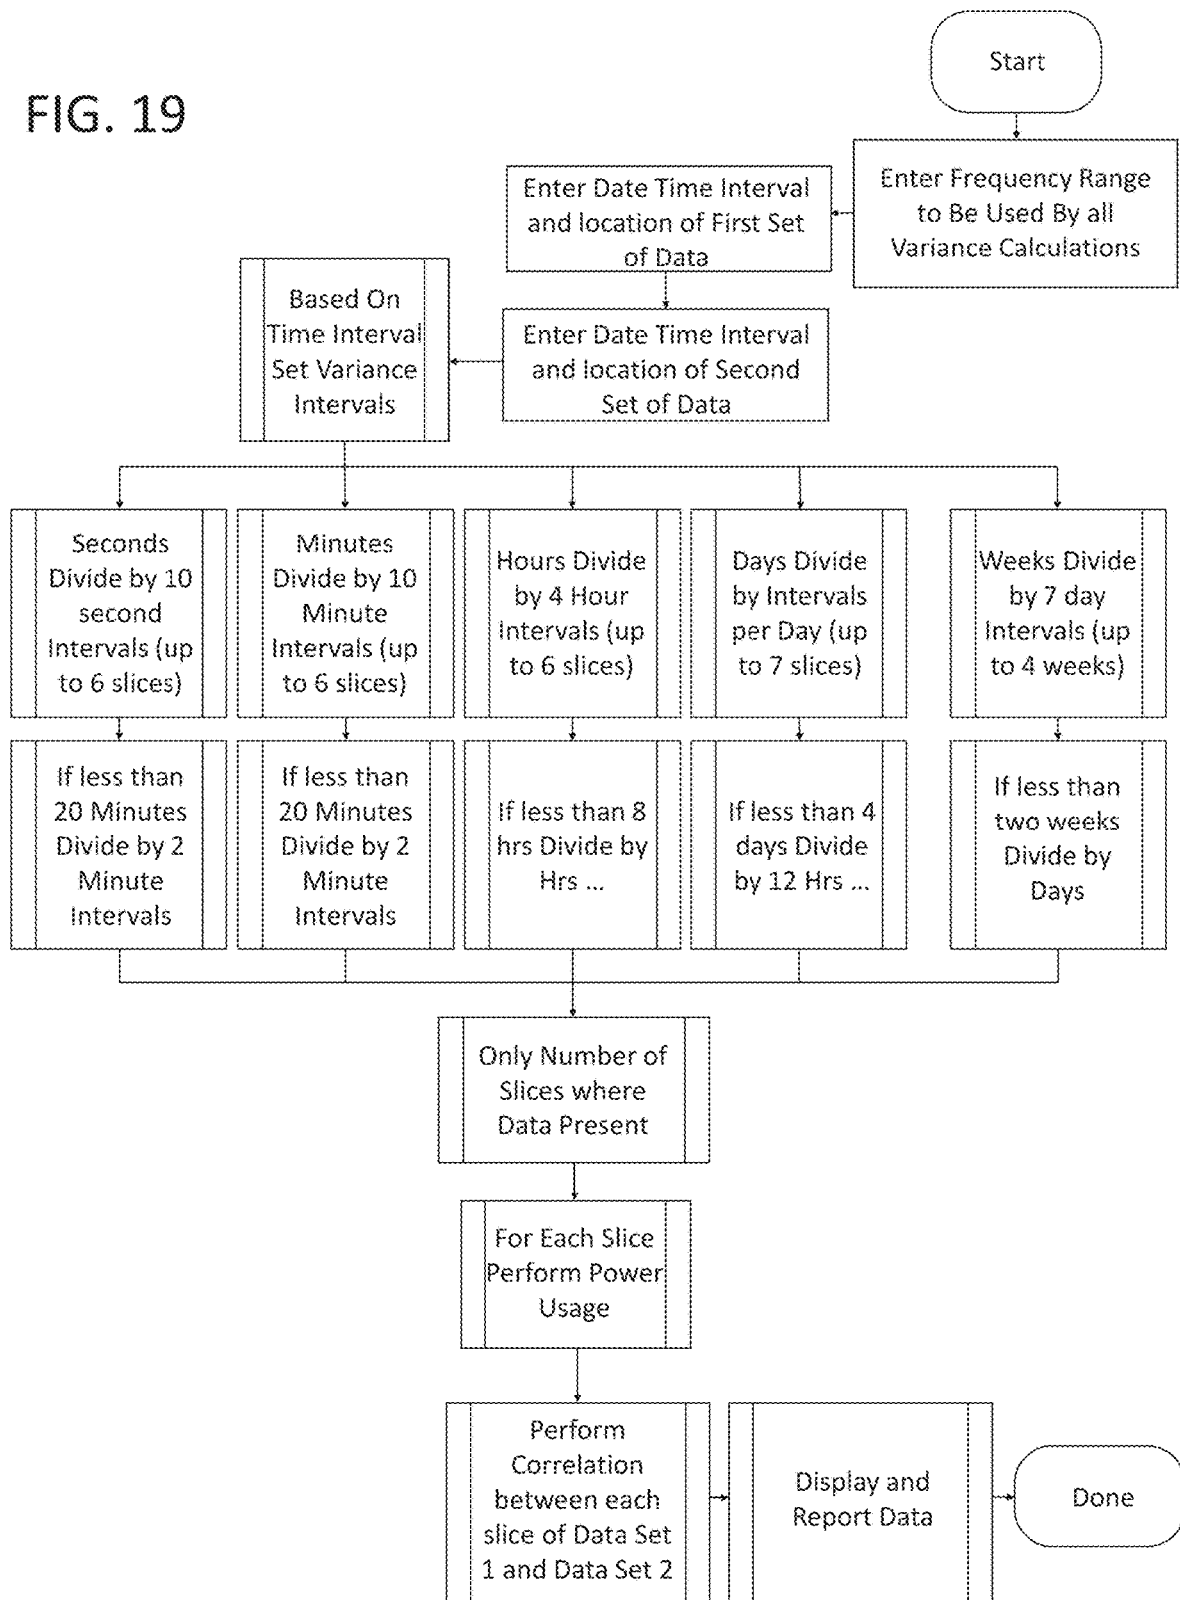 FIG. 19
Start
Enter Frequency Range
to Be Used By all
Variance Calculations
Enter Date Time Interval
and location of First Set
of Data
Enter Date Time Interval
and location of Second
Set of Data
Based On
Time Interval
Set Variance
Intervals
Seconds
Divide by 10
second
Intervals (up
to 6 slices)
Minutes
Divide by 10
Minute
Intervals (up
to 6 slices)
Hours Divide
by 4 Hour
Intervals (up
to 6 slices)
Days Divide
by Intervals
per Day (up
to 7 slices)
Weeks Divide
by 7 day
Intervals (up
to 4 weeks)
If less than
20 Minutes
Divide by 2
Minute
Intervals
If less than
20 Minutes
Divide by 2
Minute
Intervals
If less than 8
hrs Divide by
Hrs ...
If less than 4
days Divide
by 12 Hrs ...
If less than
two weeks
Divide by
Days
Only Number of
Slices where
Data Present
For Each Slice
Perform Power
Usage
Perform
Correlation
between each
slice of Data Set
1 and Data Set 2
Display and
Report Data
Done